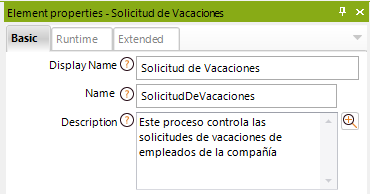 Element properties - Solicitud de Vacaciones
Basic Runtime Extended
Display Name ? Solicitud de Vacaciones
Name ? SolicitudDeVacaciones
Description ? Este proceso controla las
solicitudes de vacaciones de
empleados de la compañía